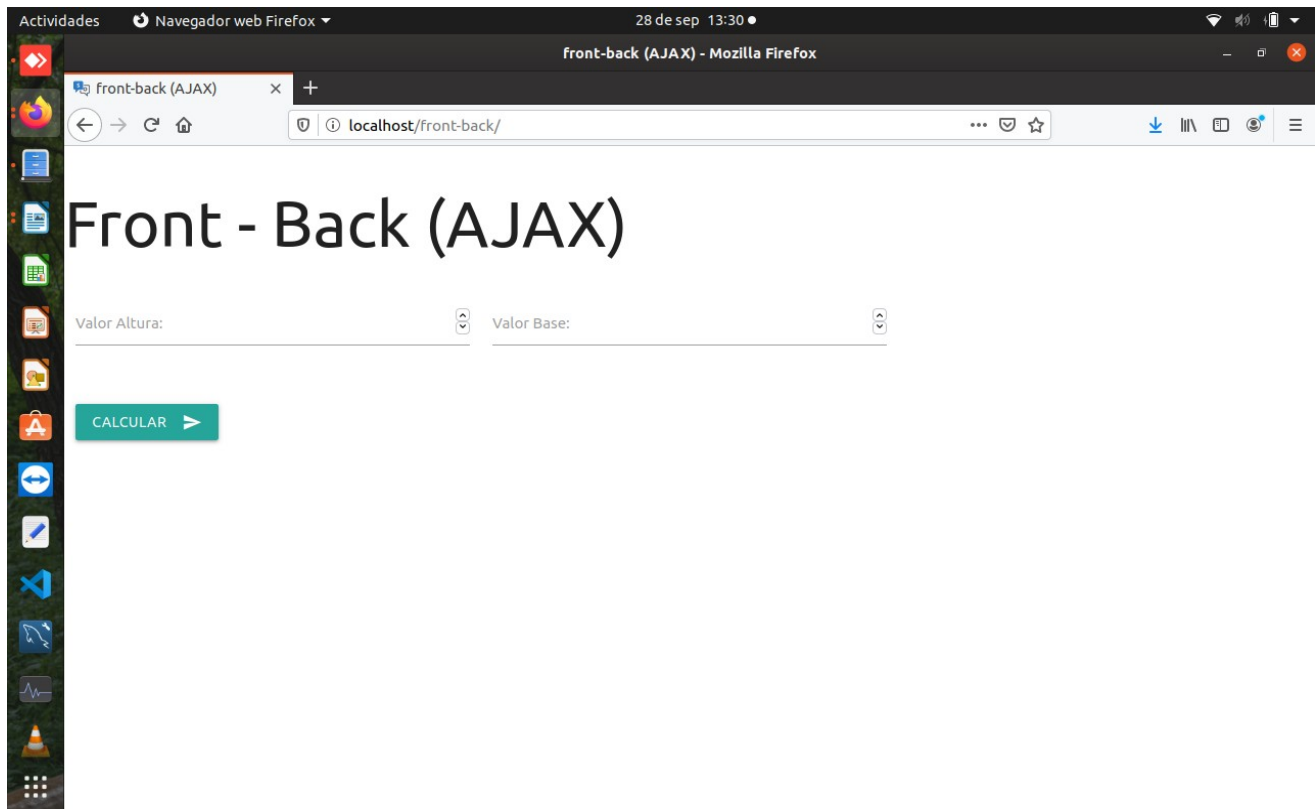 Actividades Navegador web Firefox 28 de sep 13:30
front-back (AJAX) - Mozilla Firefox
front-back (AJAX)
localhost/front-back/
Front - Back (AJAX)
Valor Altura: Valor Base:
CALCULAR